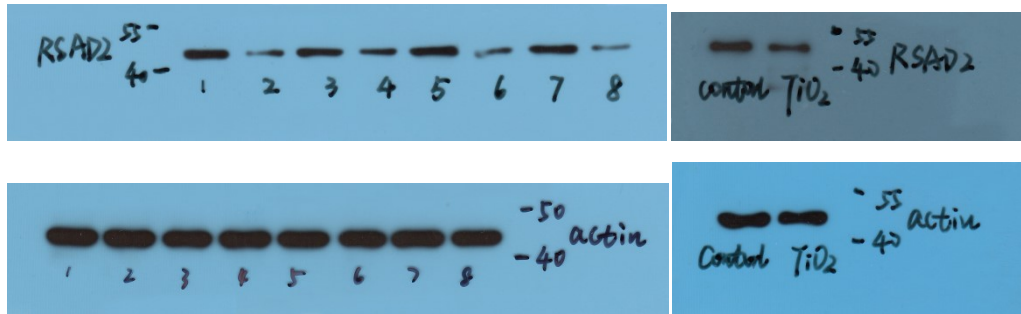 RSAD2 55-
40-
1 2 3 4 5 6 7 8
- 55
- 40 RSAD2
control TiO2
-50
actin
-40
1 2 3 4 5 6 7 8
- 55 actin
- 40
Control TiO2